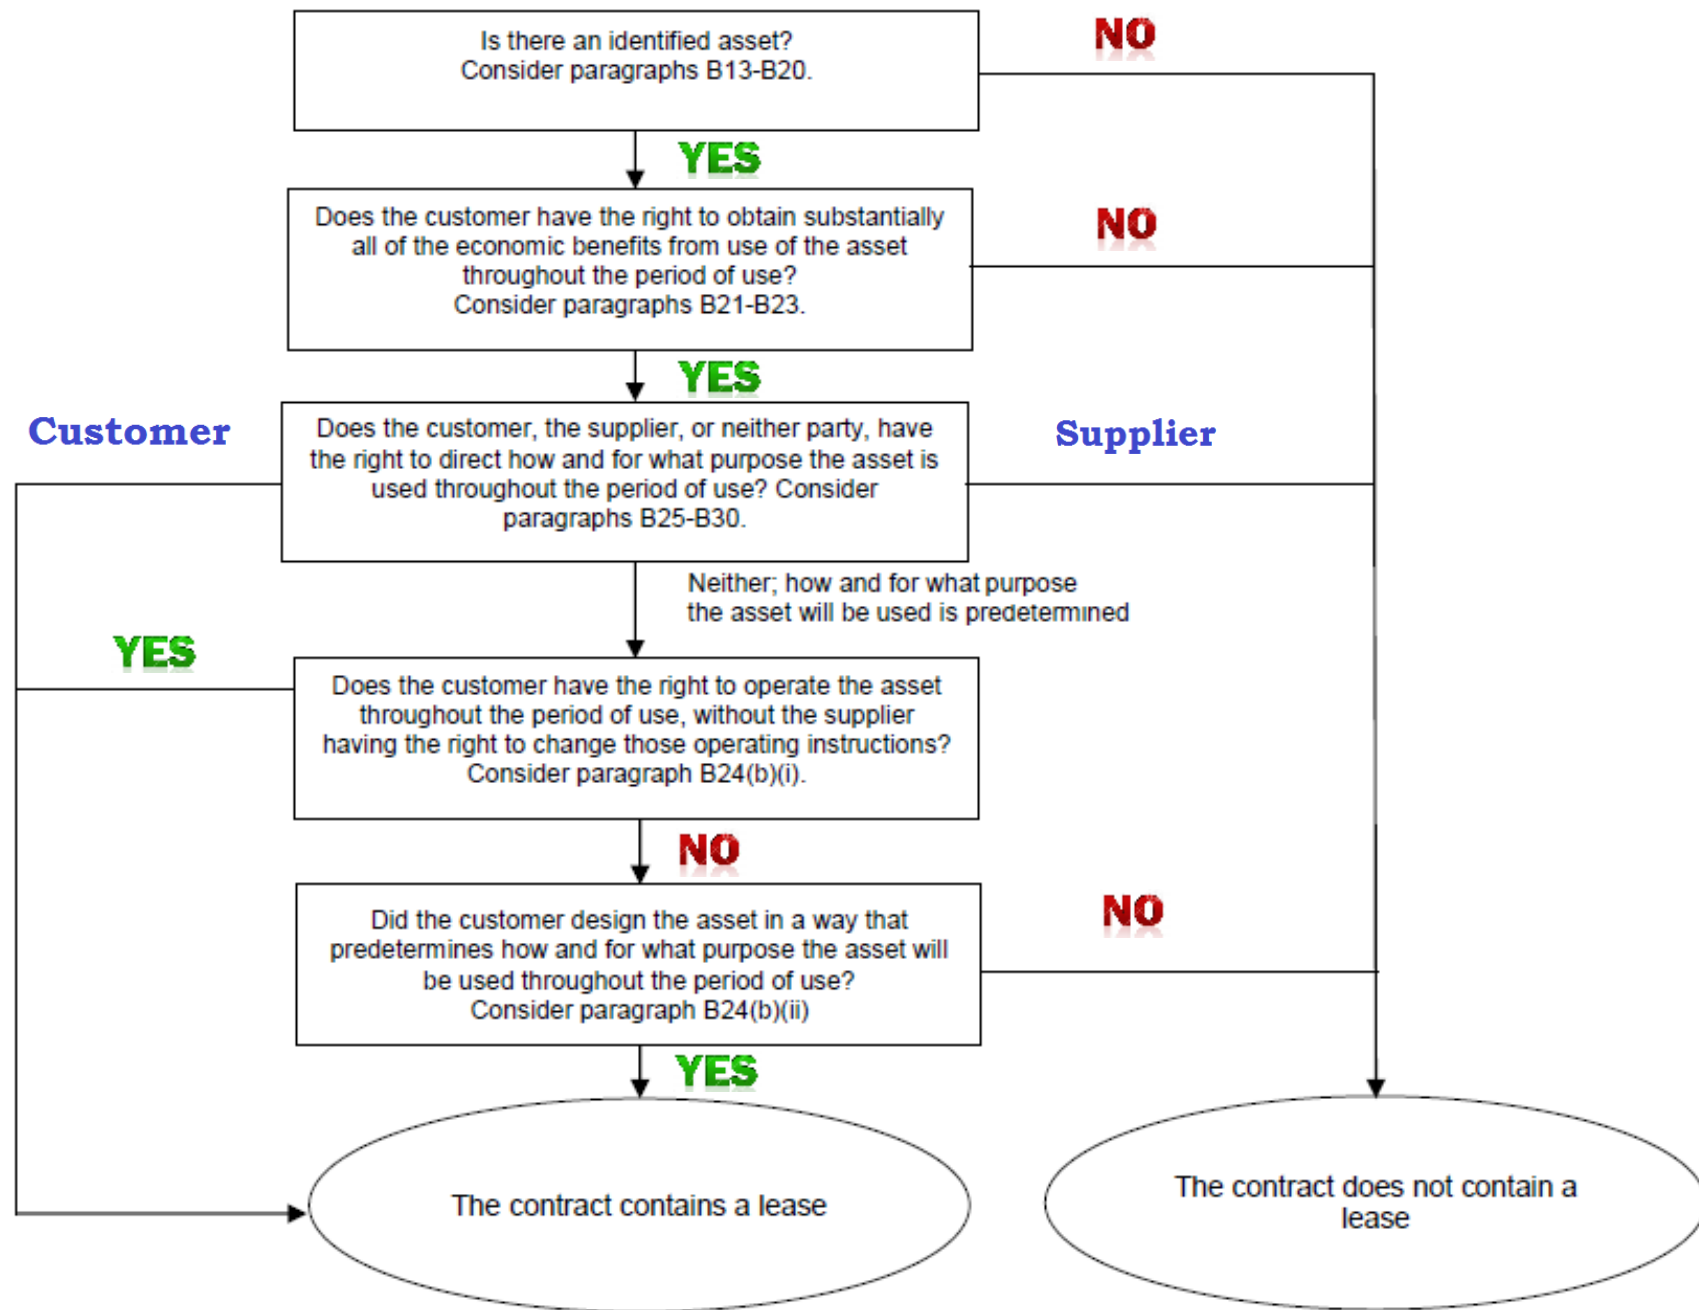 Is there an identified asset?
Consider paragraphs B13-B20.
NO
YES
Does the customer have the right to obtain substantially
all of the economic benefits from use of the asset
throughout the period of use?
Consider paragraphs B21-B23.
NO
YES
Customer
Does the customer, the supplier, or neither party, have
the right to direct how and for what purpose the asset is
used throughout the period of use? Consider
paragraphs B25-B30.
Supplier
Neither; how and for what purpose
the asset will be used is predetermined
YES
Does the customer have the right to operate the asset
throughout the period of use, without the supplier
having the right to change those operating instructions?
Consider paragraph B24(b)(i).
NO
Did the customer design the asset in a way that
predetermines how and for what purpose the asset will
be used throughout the period of use?
Consider paragraph B24(b)(ii)
NO
YES
The contract contains a lease
The contract does not contain a
lease